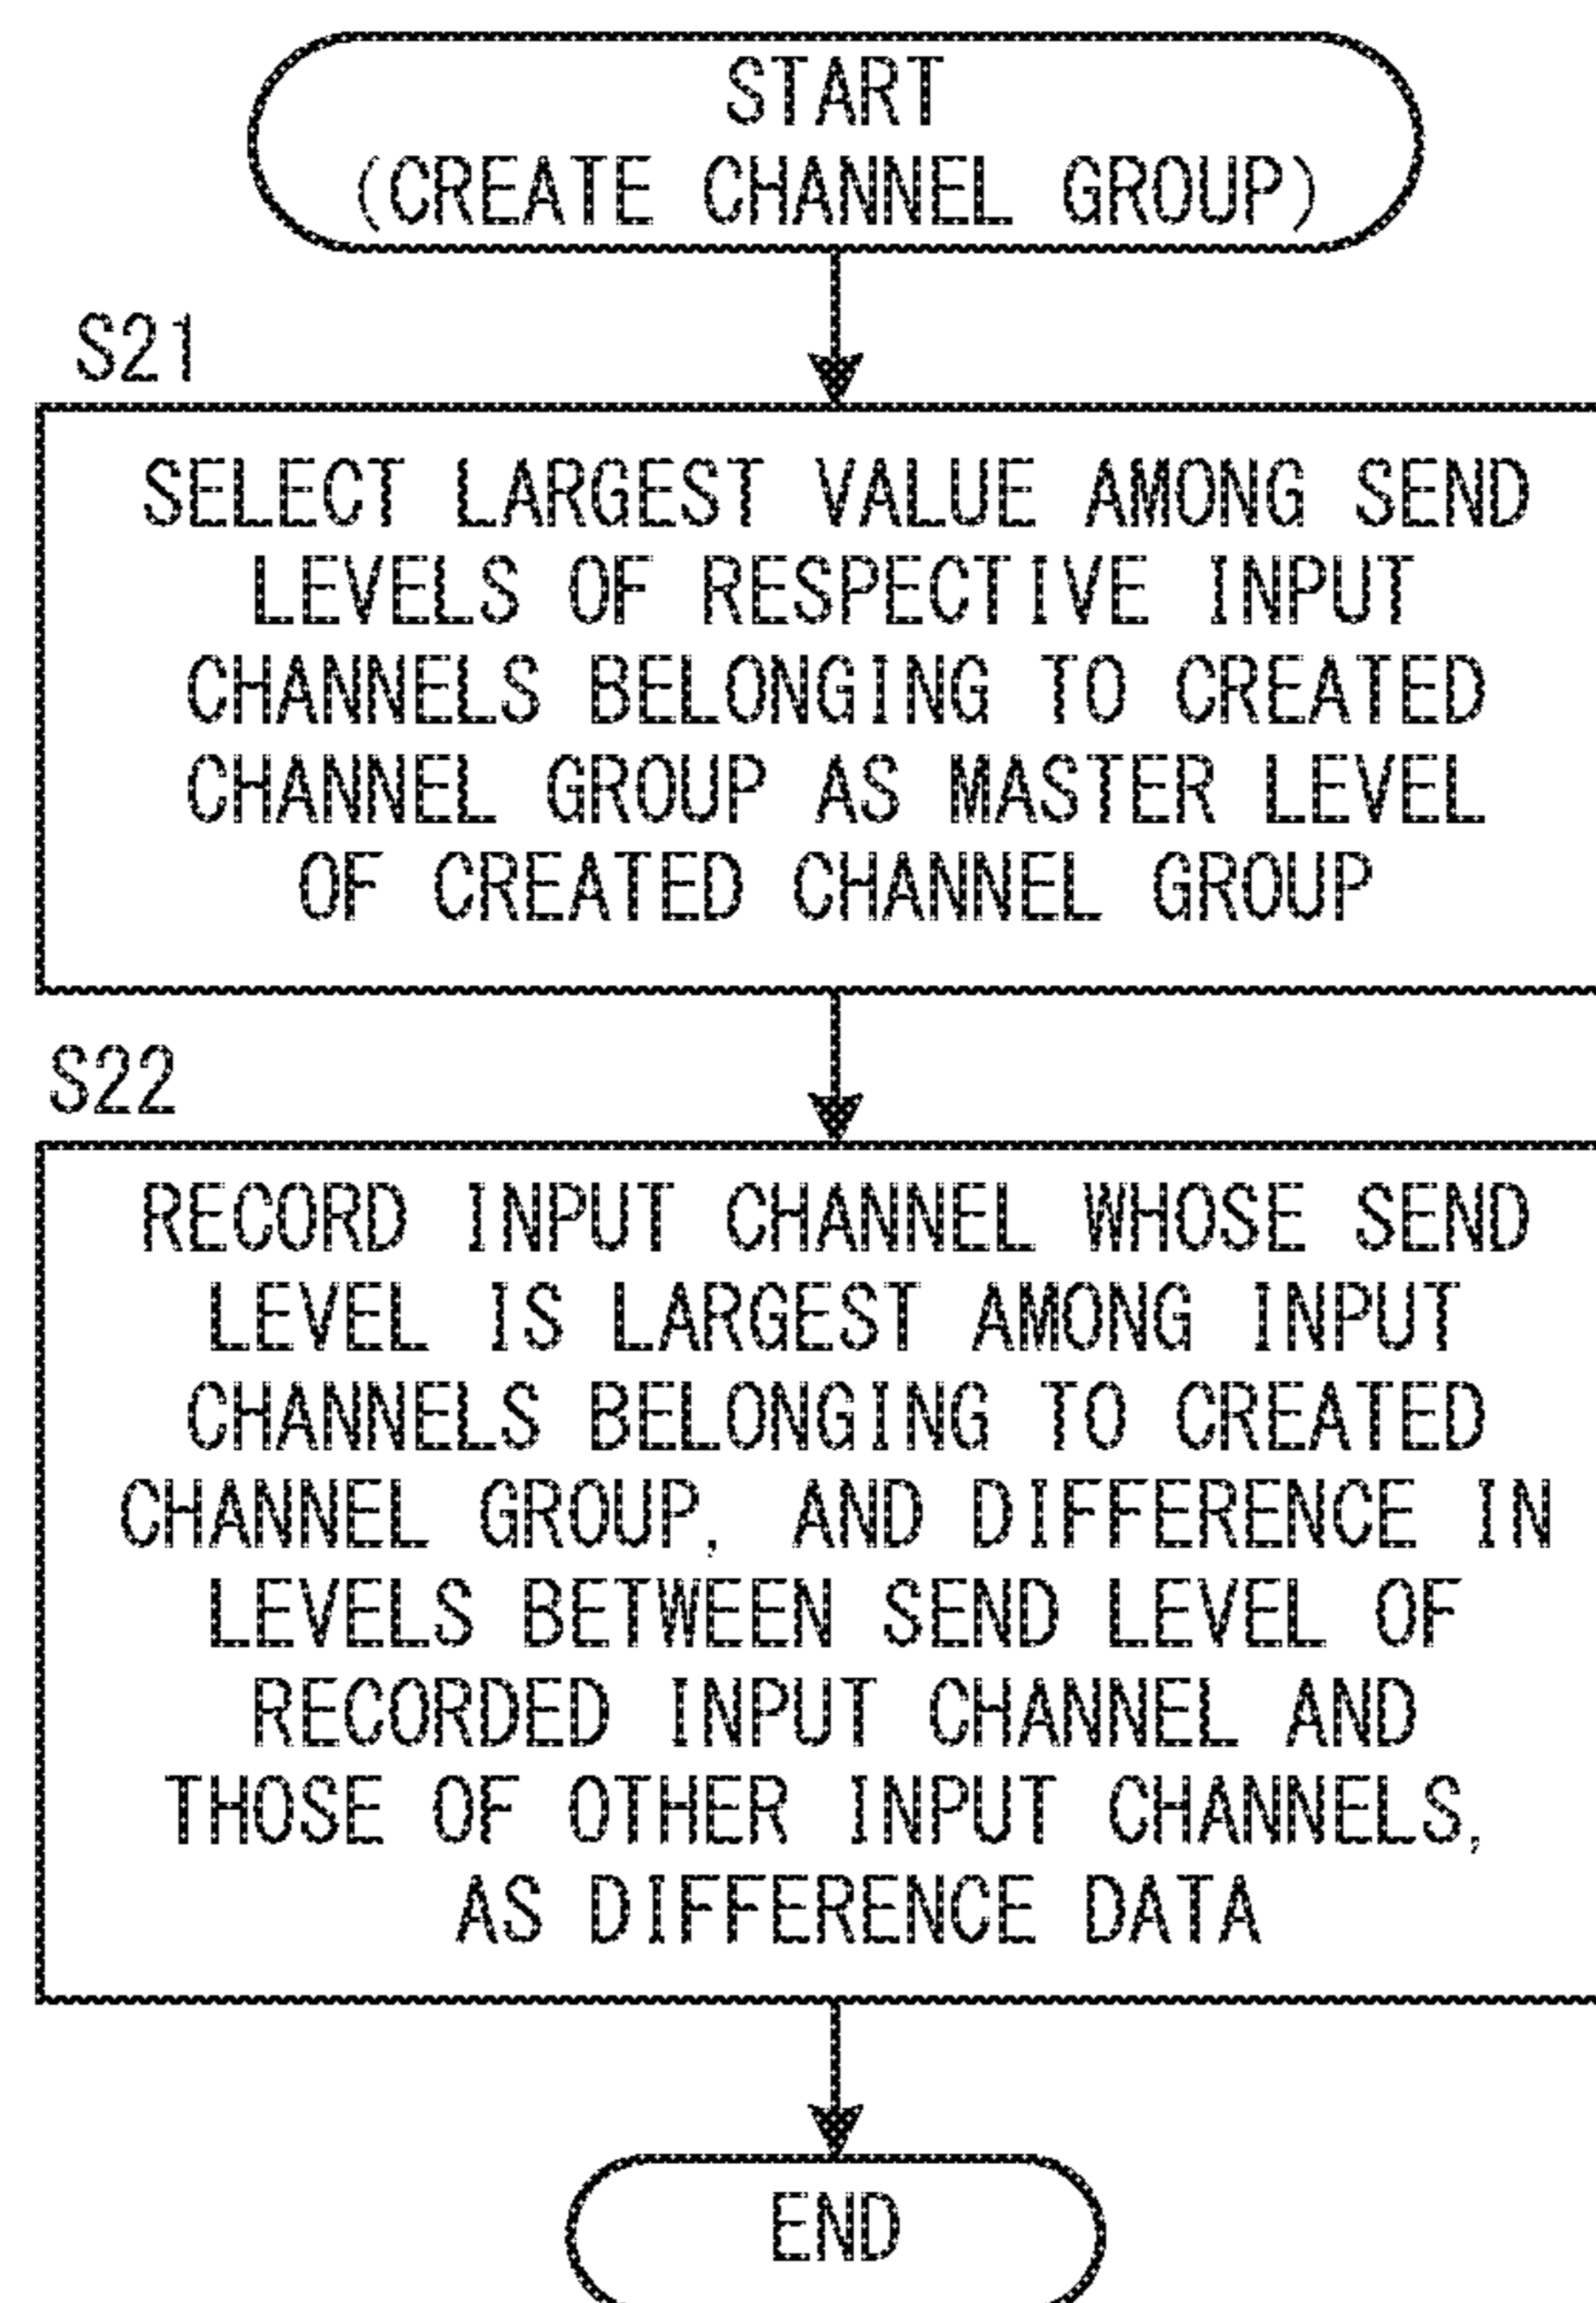 START
(CREATE CHANNEL GROUP)
S21
SELECT LARGEST VALUE AMONG SEND
LEVELS OF RESPECTIVE INPUT
CHANNELS BELONGING TO CREATED
CHANNEL GROUP AS MASTER LEVEL
OF CREATED CHANNEL GROUP
S22
RECORD INPUT CHANNEL WHOSE SEND
LEVEL IS LARGEST AMONG INPUT
CHANNELS BELONGING TO CREATED
CHANNEL GROUP, AND DIFFERENCE IN
LEVELS BETWEEN SEND LEVEL OF
RECORDED INPUT CHANNEL AND
THOSE OF OTHER INPUT CHANNELS,
AS DIFFERENCE DATA
END